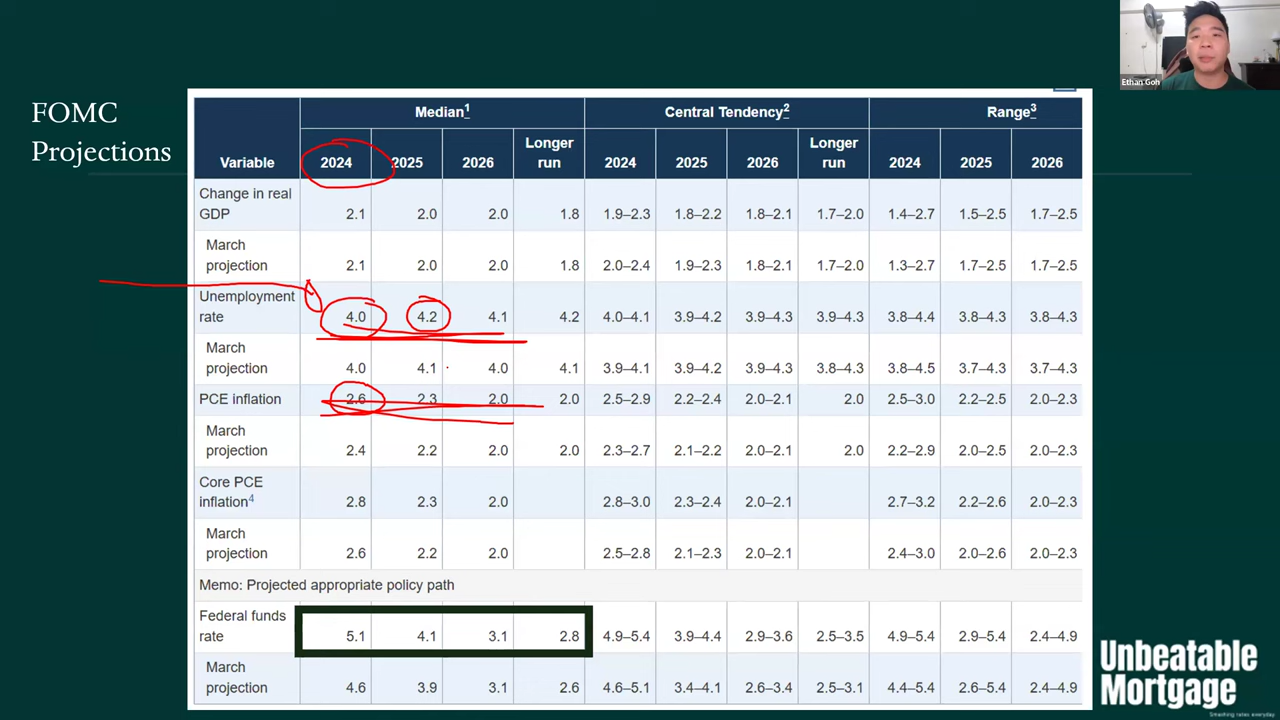 Ethan Goh
FOMC
Projections
Variable Median1 Central Tendency2 Range3
2024 2025 2026 Longer run 2024 2025 2026 Longer run 2024 2025 2026
Change in real GDP 2.1 2.0 2.0 1.8 1.9–2.3 1.8–2.2 1.8–2.1 1.7–2.0 1.4–2.7 1.5–2.5 1.7–2.5
March projection 2.1 2.0 2.0 1.8 2.0–2.4 1.9–2.3 1.8–2.1 1.7–2.0 1.3–2.7 1.7–2.5 1.7–2.5
Unemployment rate 4.0 4.2 4.1 4.2 4.0–4.1 3.9–4.2 3.9–4.3 3.9–4.3 3.8–4.4 3.8–4.3 3.8–4.3
March projection 4.0 4.1 4.0 4.1 3.9–4.1 3.9–4.2 3.9–4.3 3.8–4.3 3.8–4.5 3.7–4.3 3.7–4.3
PCE inflation 2.6 2.3 2.0 2.0 2.5–2.9 2.2–2.4 2.0–2.1 2.0 2.5–3.0 2.2–2.5 2.0–2.3
March projection 2.4 2.2 2.0 2.0 2.3–2.7 2.1–2.2 2.0–2.1 2.0 2.2–2.9 2.0–2.5 2.0–2.3
Core PCE inflation4 2.8 2.3 2.0 2.8–3.0 2.3–2.4 2.0–2.1 2.7–3.2 2.2–2.6 2.0–2.3
March projection 2.6 2.2 2.0 2.5–2.8 2.1–2.3 2.0–2.1 2.4–3.0 2.0–2.6 2.0–2.3
Memo: Projected appropriate policy path
Federal funds rate 5.1 4.1 3.1 2.8 4.9–5.4 3.9–4.4 2.9–3.6 2.5–3.5 4.9–5.4 2.9–5.4 2.4–4.9
March projection 4.6 3.9 3.1 2.6 4.6–5.1 3.4–4.1 2.6–3.4 2.5–3.1 4.4–5.4 2.6–5.4 2.4–4.9
Unbeatable
Mortgage
Smashing rates everyday